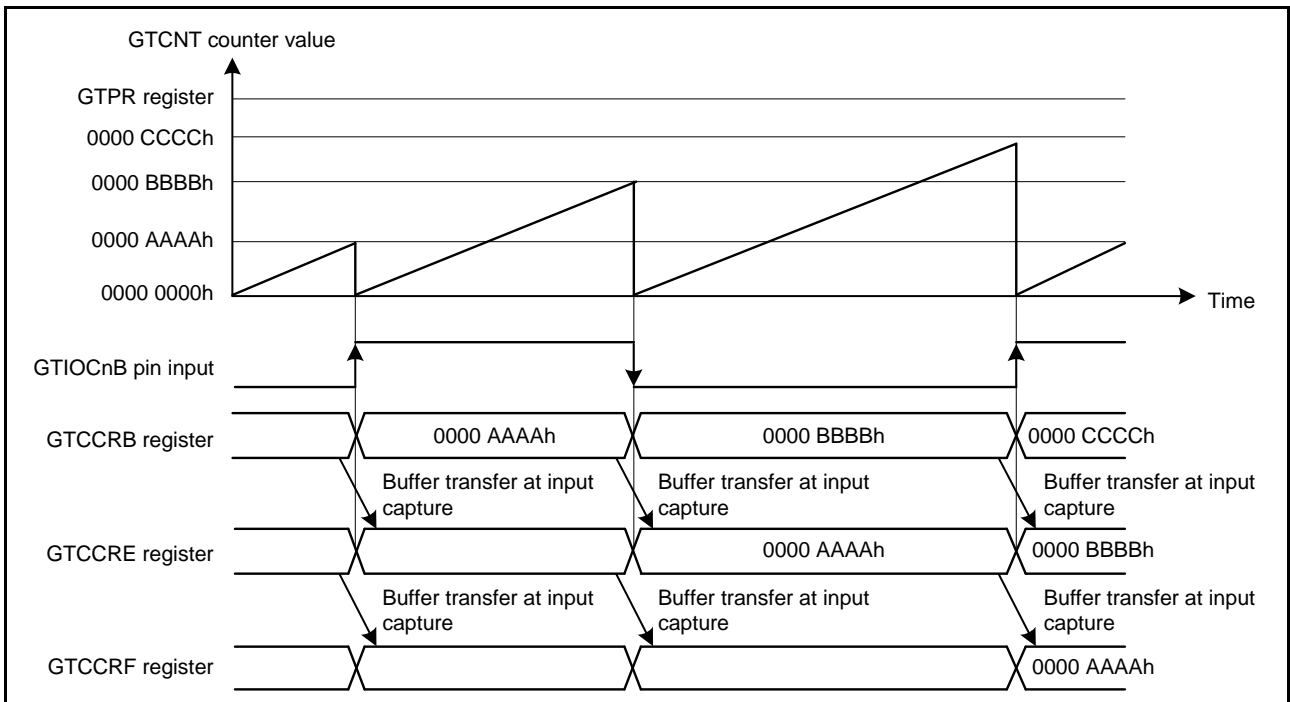 GTCNT counter value
GTPR register
0000 CCCCh
0000 BBBBh
0000 AAAAh
0000 0000h
Time
GTIOCnB pin input
GTCCRB register
0000 AAAAh
0000 BBBBh
0000 CCCCh
Buffer transfer at input
capture
Buffer transfer at input
capture
Buffer transfer at input
capture
GTCCRE register
0000 AAAAh
0000 BBBBh
Buffer transfer at input
capture
Buffer transfer at input
capture
Buffer transfer at input
capture
GTCCRF register
0000 AAAAh